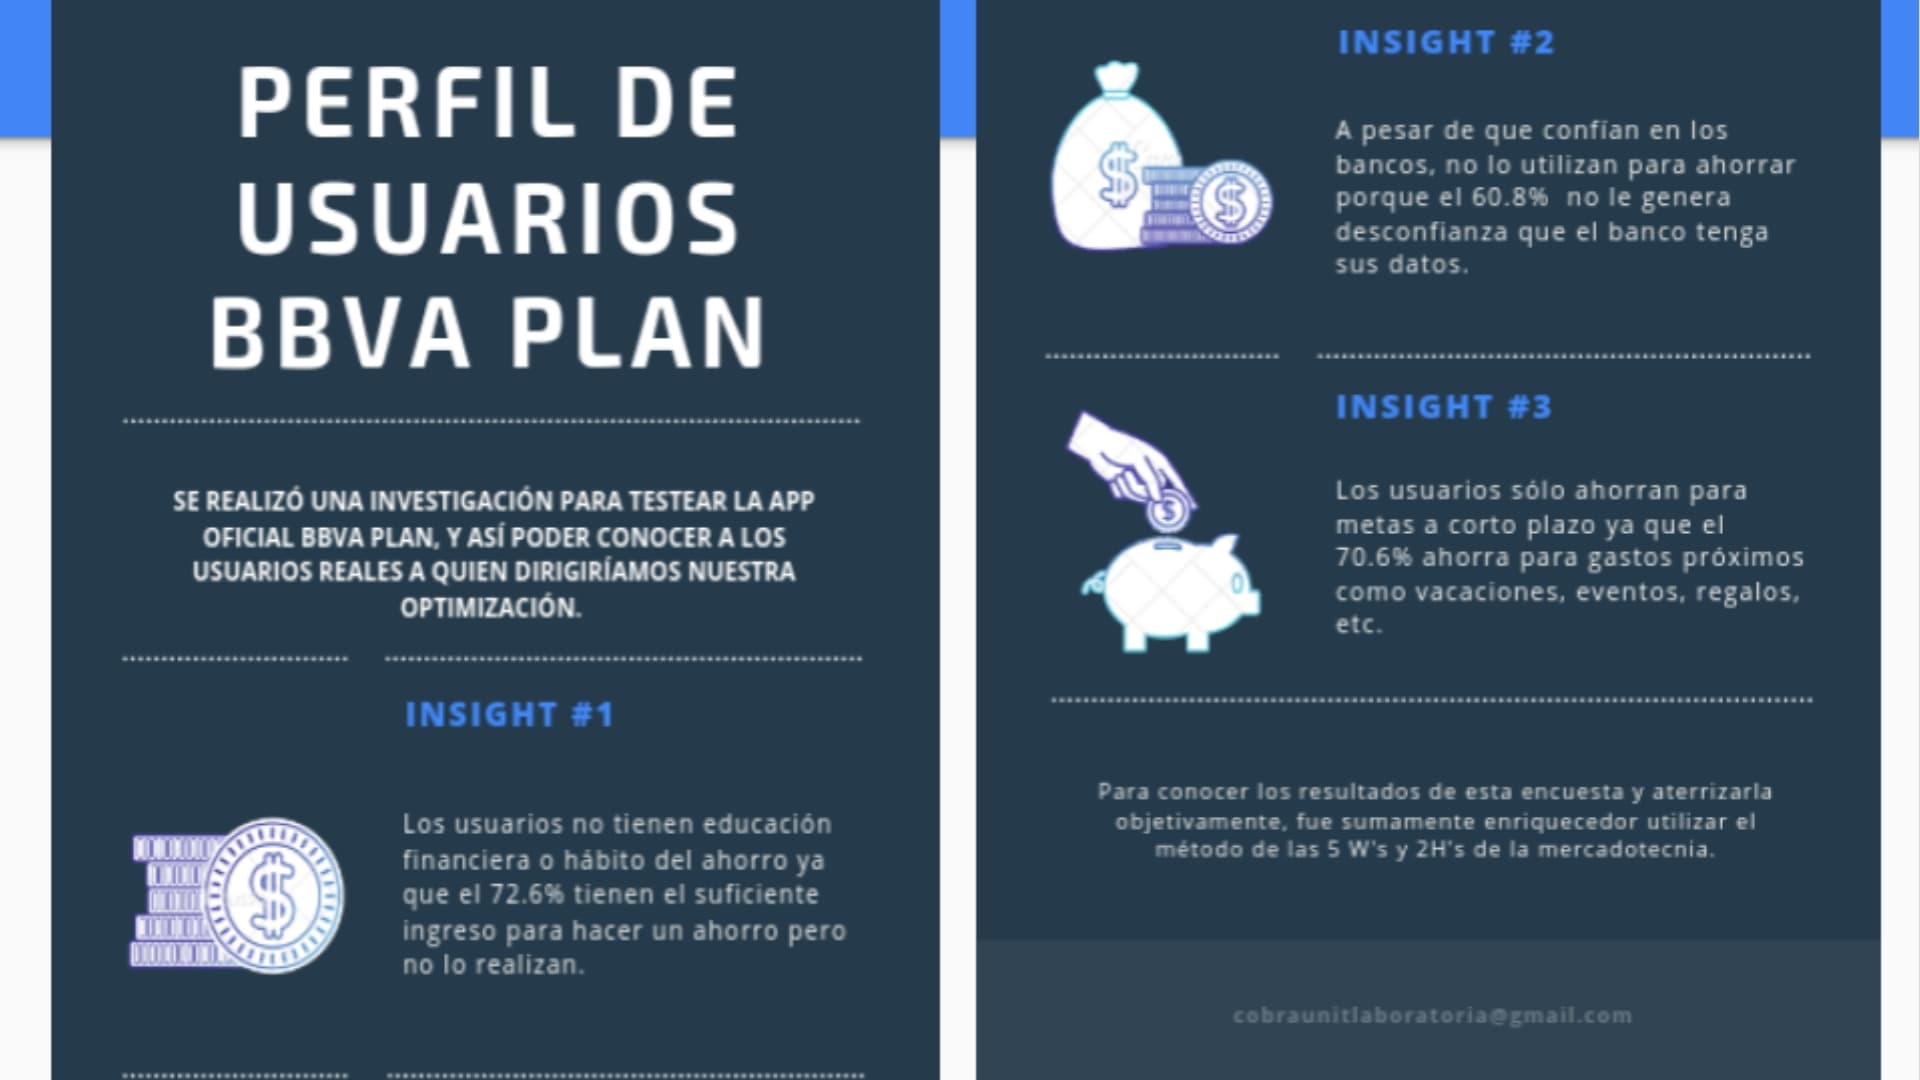 PERFIL DE
USUARIOS
BBVA PLAN
SE REALIZÓ UNA INVESTIGACIÓN PARA TESTEAR LA APP
OFICIAL BBVA PLAN, Y ASÍ PODER CONOCER A LOS
USUARIOS REALES A QUIEN DIRIGIRÍAMOS NUESTRA
OPTIMIZACIÓN.
INSIGHT #1
Los usuarios no tienen educación
financiera o hábito del ahorro ya
que el 72.6% tienen el suficiente
ingreso para hacer un ahorro pero
no lo realizan.
INSIGHT #2
A pesar de que confían en los
bancos, no lo utilizan para ahorrar
porque el 60.8%  no le genera
desconfianza que el banco tenga
sus datos.
INSIGHT #3
Los usuarios sólo ahorran para
metas a corto plazo ya que el
70.6% ahorra para gastos próximos
como vacaciones, eventos, regalos,
etc.
Para conocer los resultados de esta encuesta y aterrizarla
objetivamente, fue sumamente enriquecedor utilizar el
método de las 5 W's y 2H's de la mercadotecnia.
cobraunitlaboratoria@gmail.com